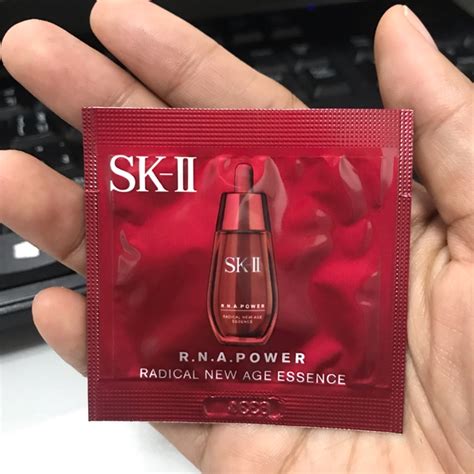 SK-II
SK-II
R.N.A.POWER
RADICAL NEW AGE
ESSENCE
R.N.A.POWER
RADICAL NEW AGE ESSENCE